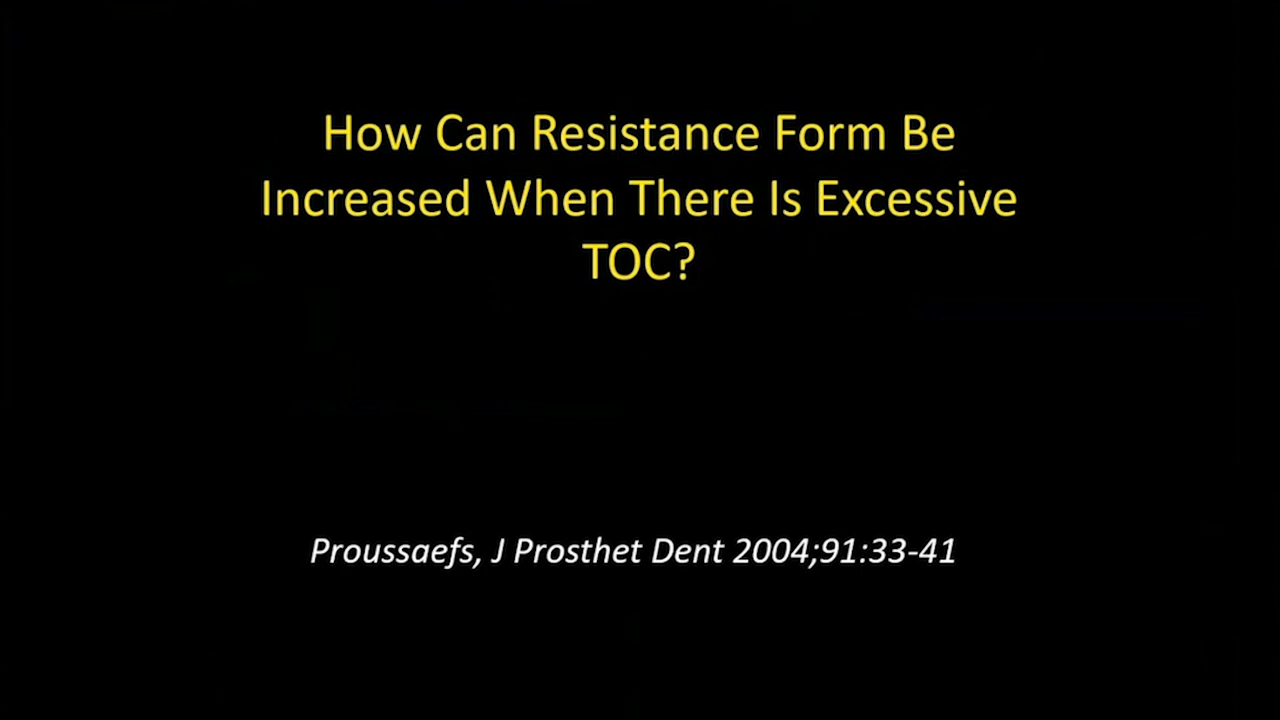 How Can Resistance Form Be
Increased When There Is Excessive
TOC?
Proussaefs, J Prosthet Dent 2004;91:33-41